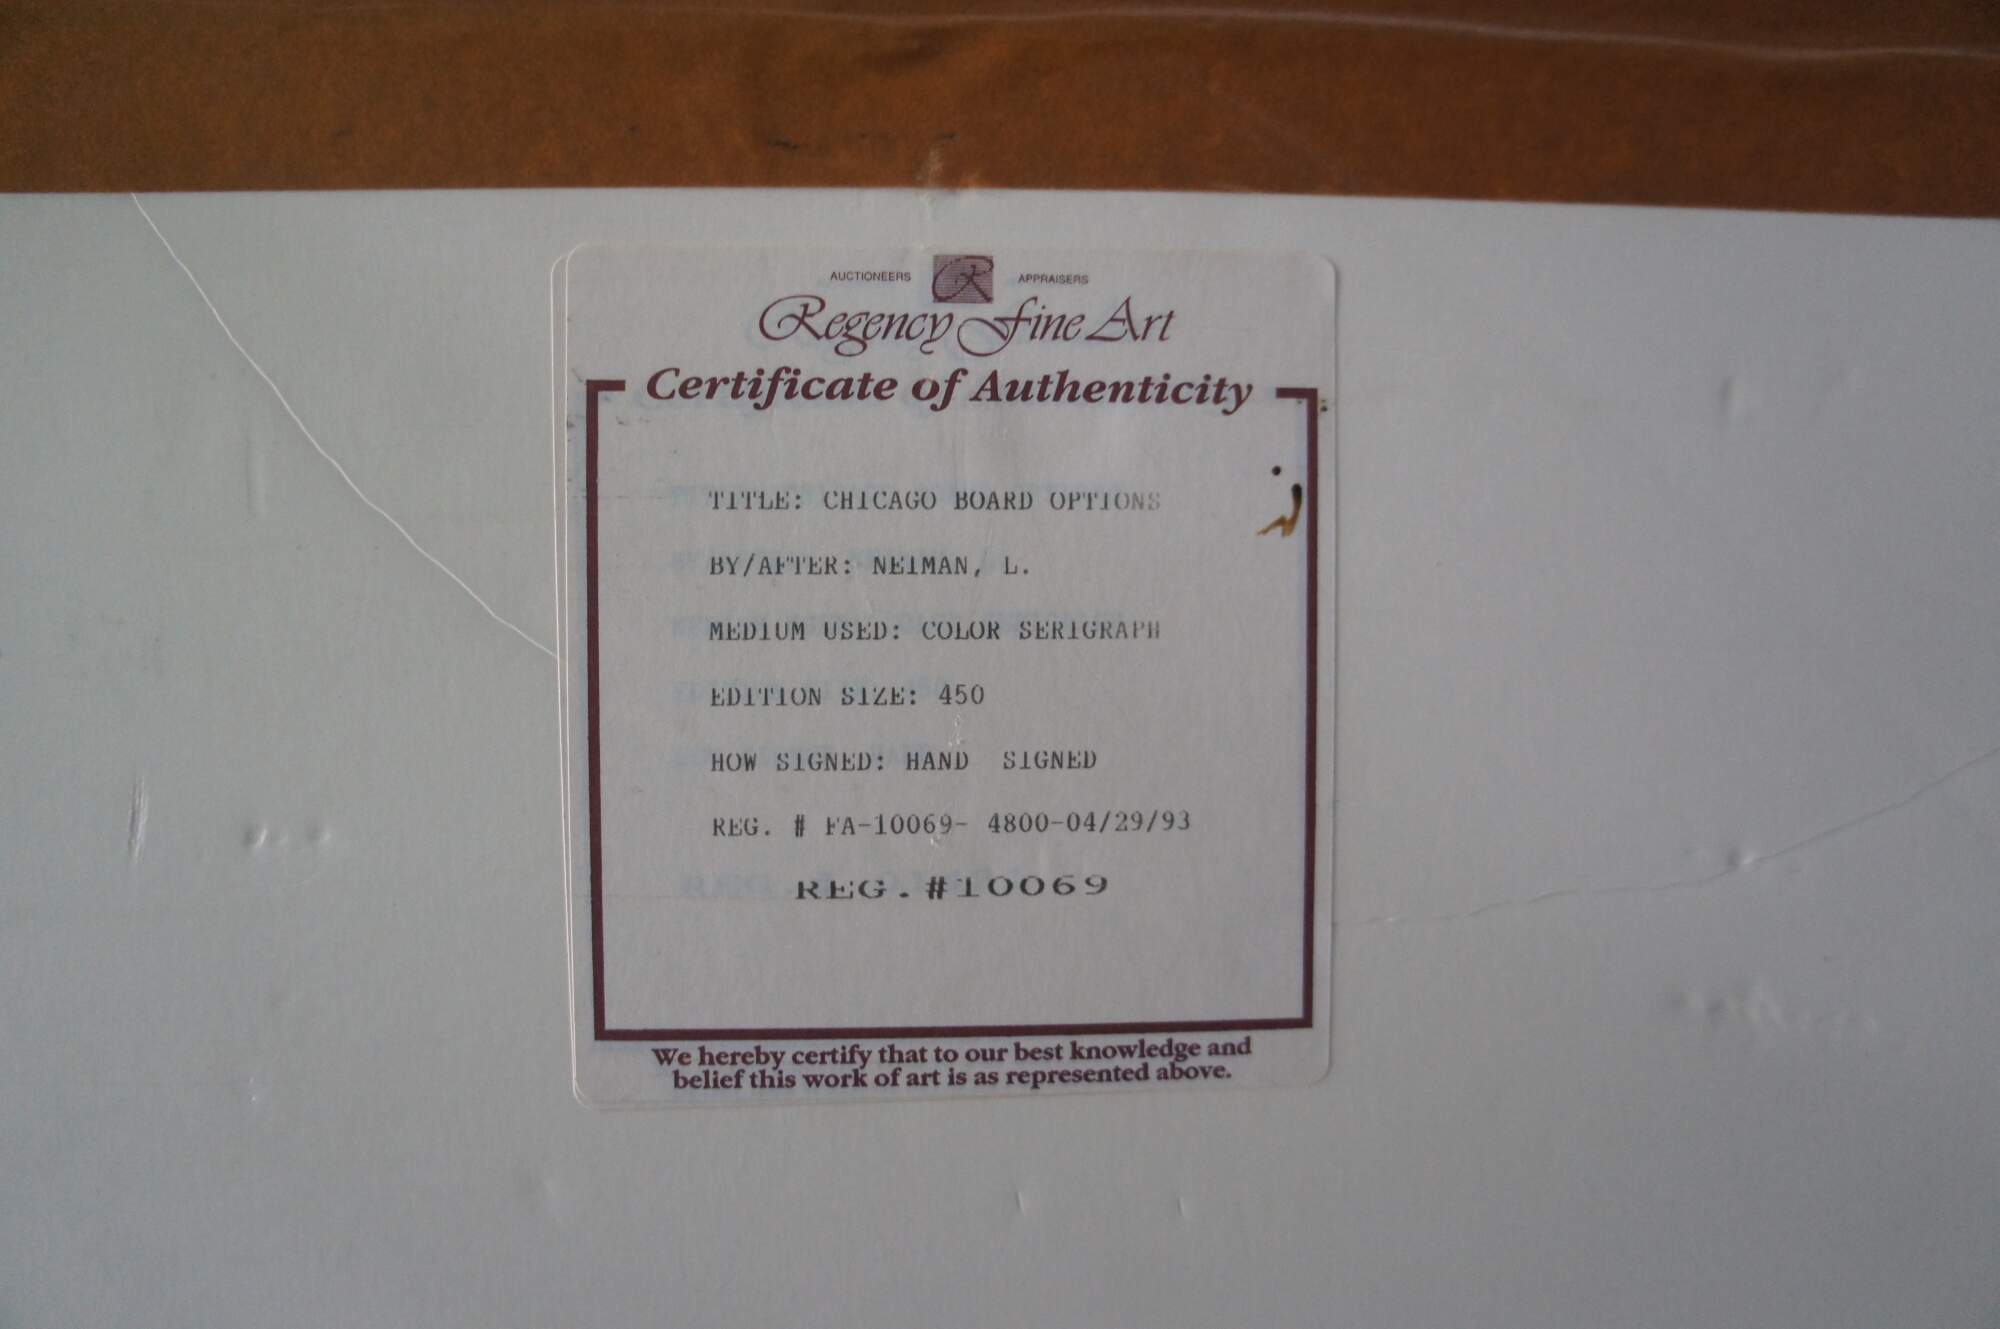 AUCTIONEERS R APPRAISERS
Regency Fine Art
Certificate of Authenticity
TITLE: CHICAGO BOARD OPTIONS
BY/AFTER: NEIMAN, L.
MEDIUM USED: COLOR SERIGRAPH
EDITION SIZE: 450
HOW SIGNED: HAND SIGNED
REG. # FA-10069- 4800-04/29/93
REG.#10069
We hereby certify that to our best knowledge and
belief this work of art is as represented above.